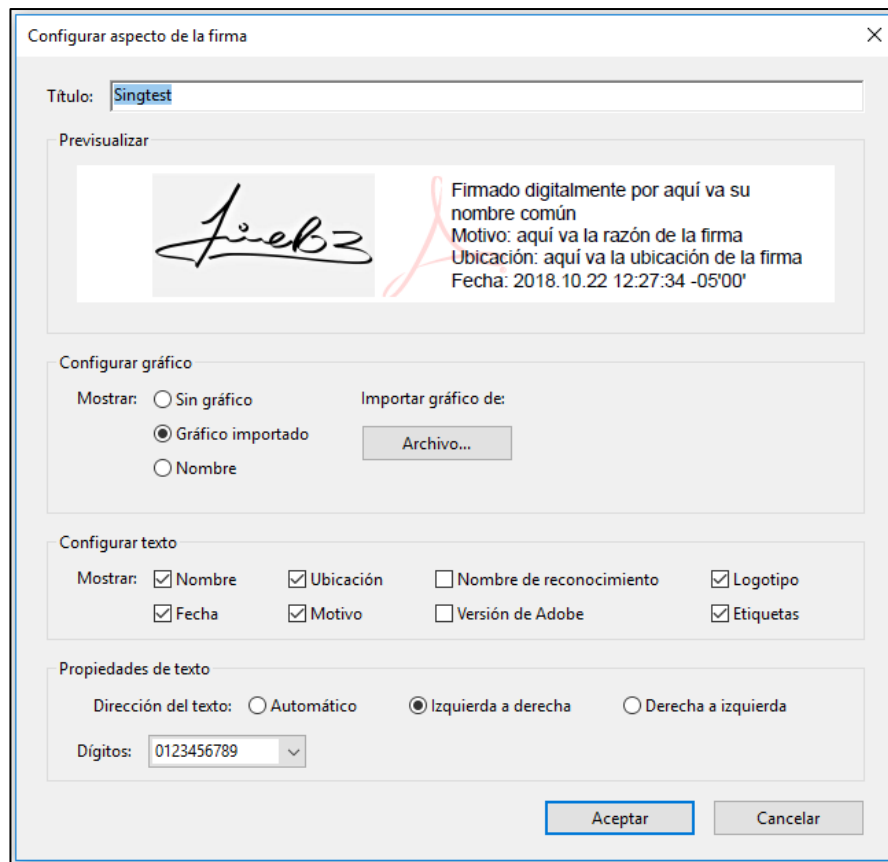 Configurar aspecto de la firma
Título: Singtest
Previsualizar
Firmado digitalmente por aquí va su
nombre común
Motivo: aquí va la razón de la firma
Ubicación: aquí va la ubicación de la firma
Fecha: 2018.10.22 12:27:34 -05'00'
Configurar gráfico
Mostrar: Sin gráfico Importar gráfico de:
Gráfico importado Archivo...
Nombre
Configurar texto
Mostrar: Nombre Ubicación Nombre de reconocimiento Logotipo
Fecha Motivo Versión de Adobe Etiquetas
Propiedades de texto
Dirección del texto: Automático Izquierda a derecha Derecha a izquierda
Dígitos: 0123456789
Aceptar Cancelar